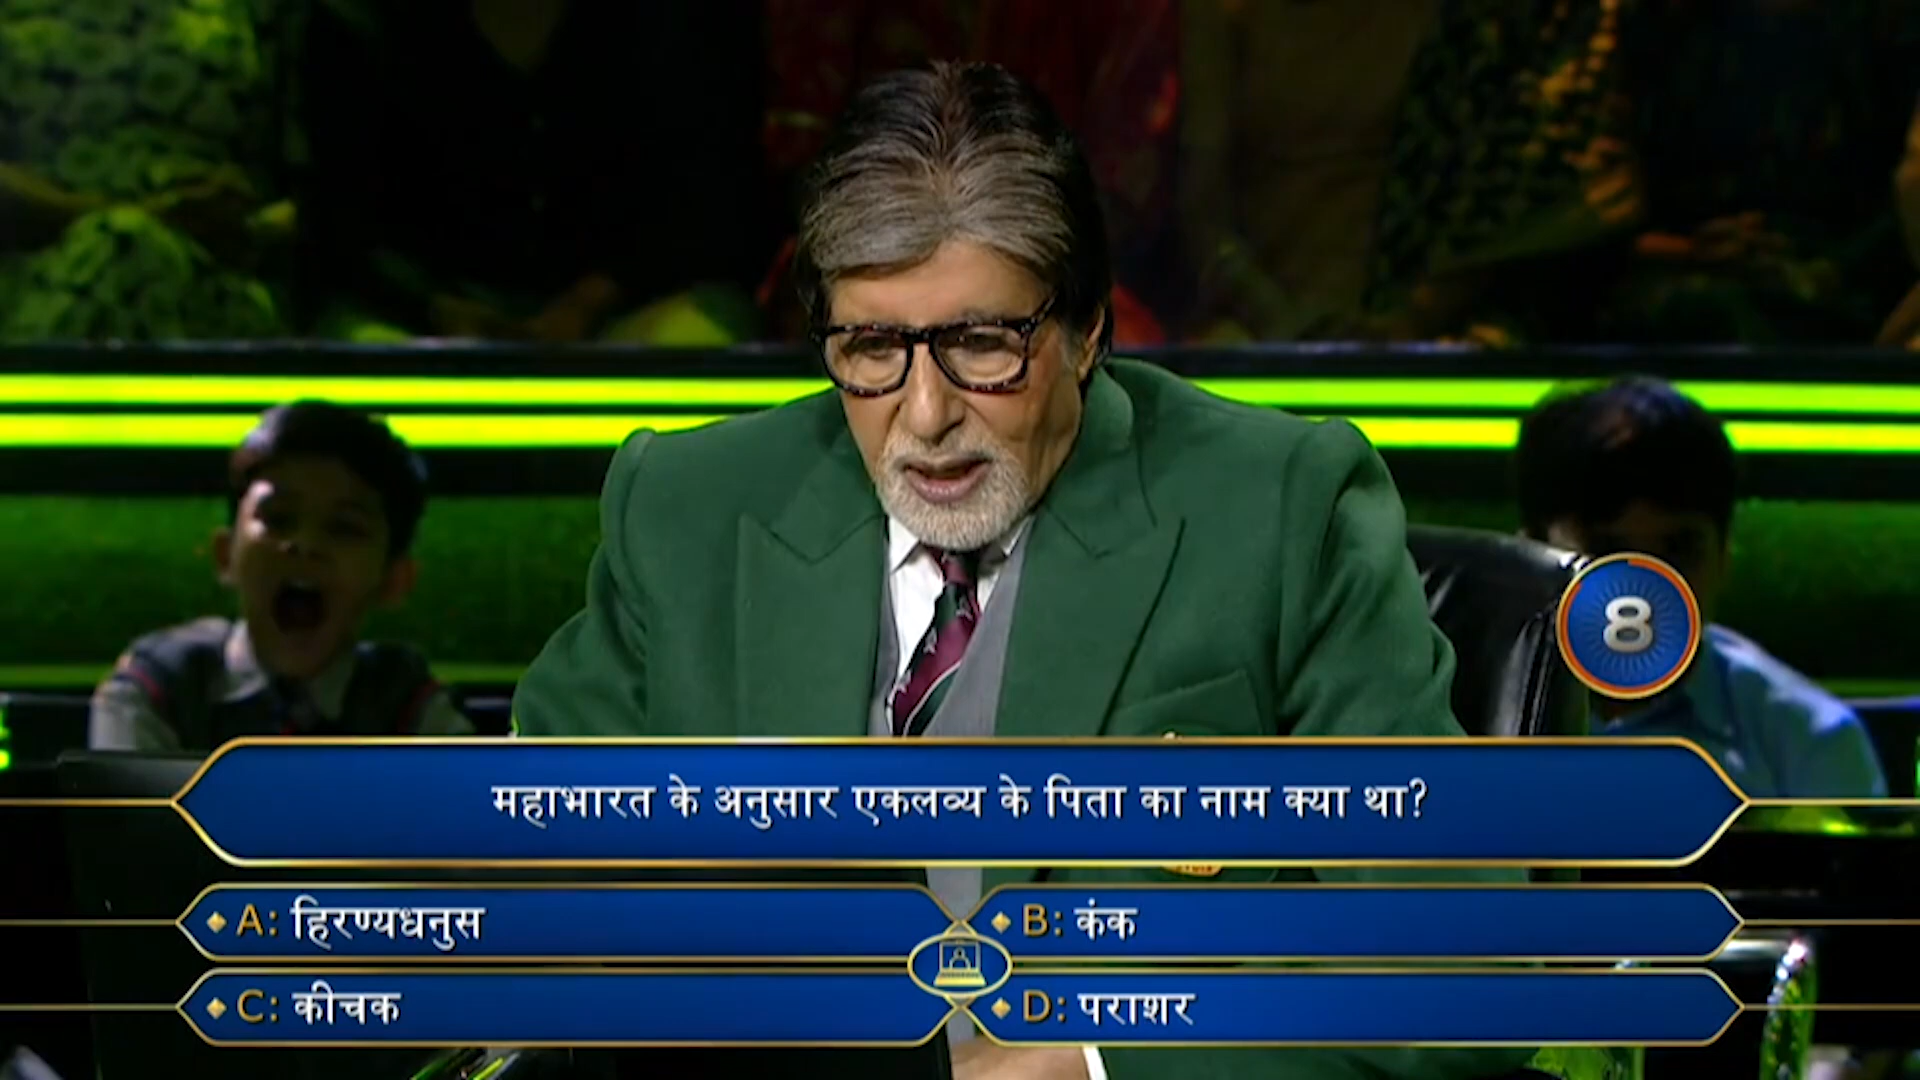 8
महाभारत के अनुसार एकलव्य के पिता का नाम क्या था?
A: हिरण्यधनुस
B: कंक
C: कीचक
D: पराशर